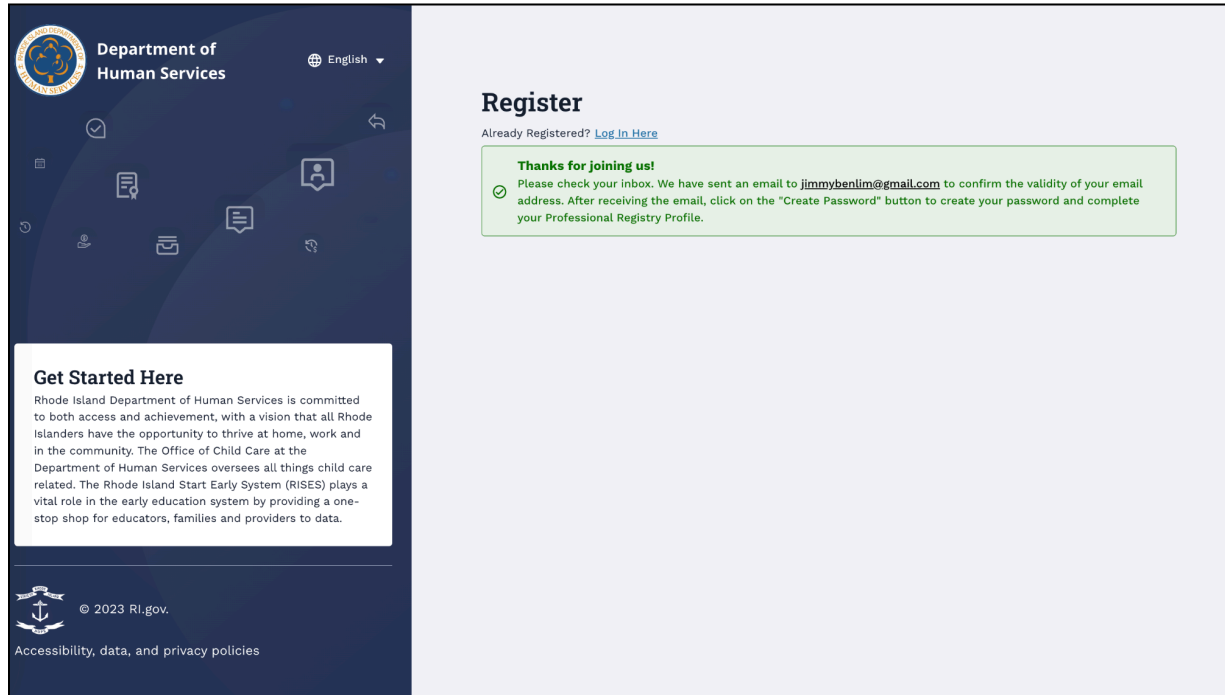 Department of
Human Services
English
Get Started Here
Rhode Island Department of Human Services is committed
to both access and achievement, with a vision that all Rhode
Islanders have the opportunity to thrive at home, work and
in the community. The Office of Child Care at the
Department of Human Services oversees all things child care
related. The Rhode Island Start Early System (RISES) plays a
vital role in the early education system by providing a one-
stop shop for educators, families and providers to data.
© 2023 RI.gov.
Accessibility, data, and privacy policies
Register
Already Registered? Log In Here
Thanks for joining us!
Please check your inbox. We have sent an email to jimmybenlim@gmail.com to confirm the validity of your email
address. After receiving the email, click on the "Create Password" button to create your password and complete
your Professional Registry Profile.